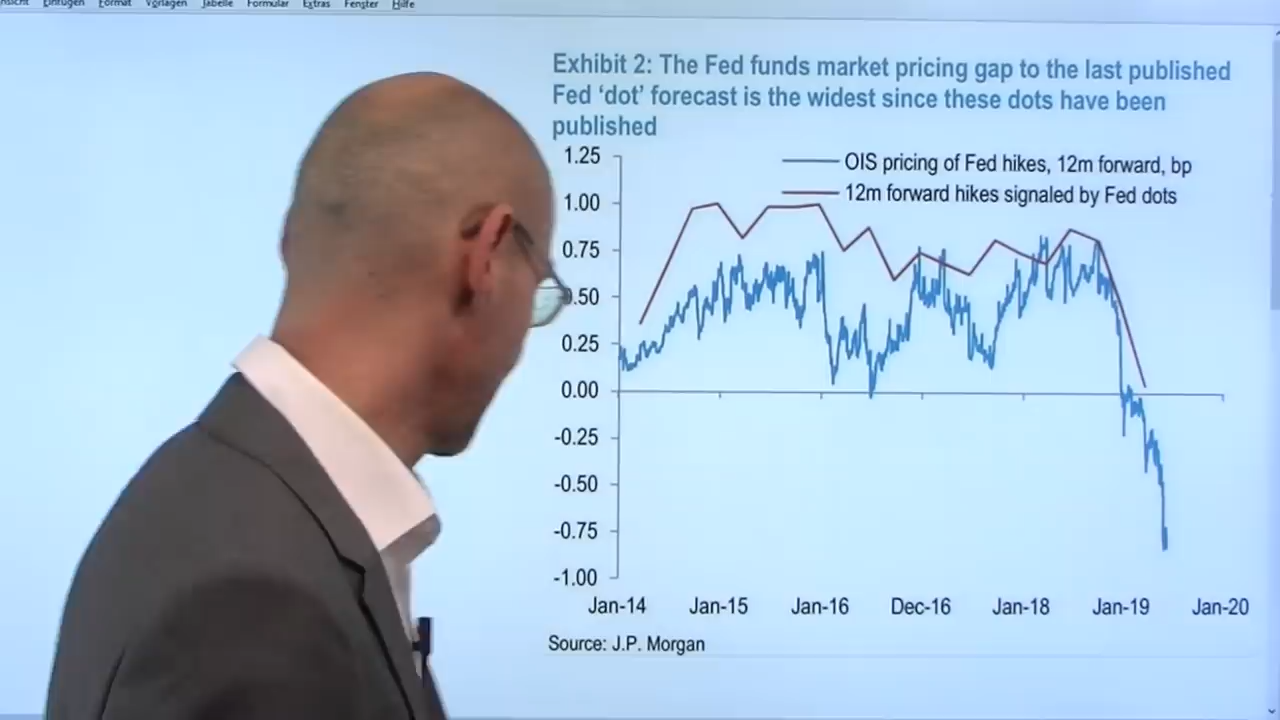 nsicht Einfügen Format Vorlagen Tabelle Formular Extras Fenster Hilfe
Exhibit 2: The Fed funds market pricing gap to the last published
Fed ‘dot’ forecast is the widest since these dots have been
published
1.25
OIS pricing of Fed hikes, 12m forward, bp
1.00
12m forward hikes signaled by Fed dots
0.75
0.50
0.25
0.00
-0.25
-0.50
-0.75
-1.00
Jan-14 Jan-15 Jan-16 Dec-16 Jan-18 Jan-19 Jan-20
Source: J.P. Morgan